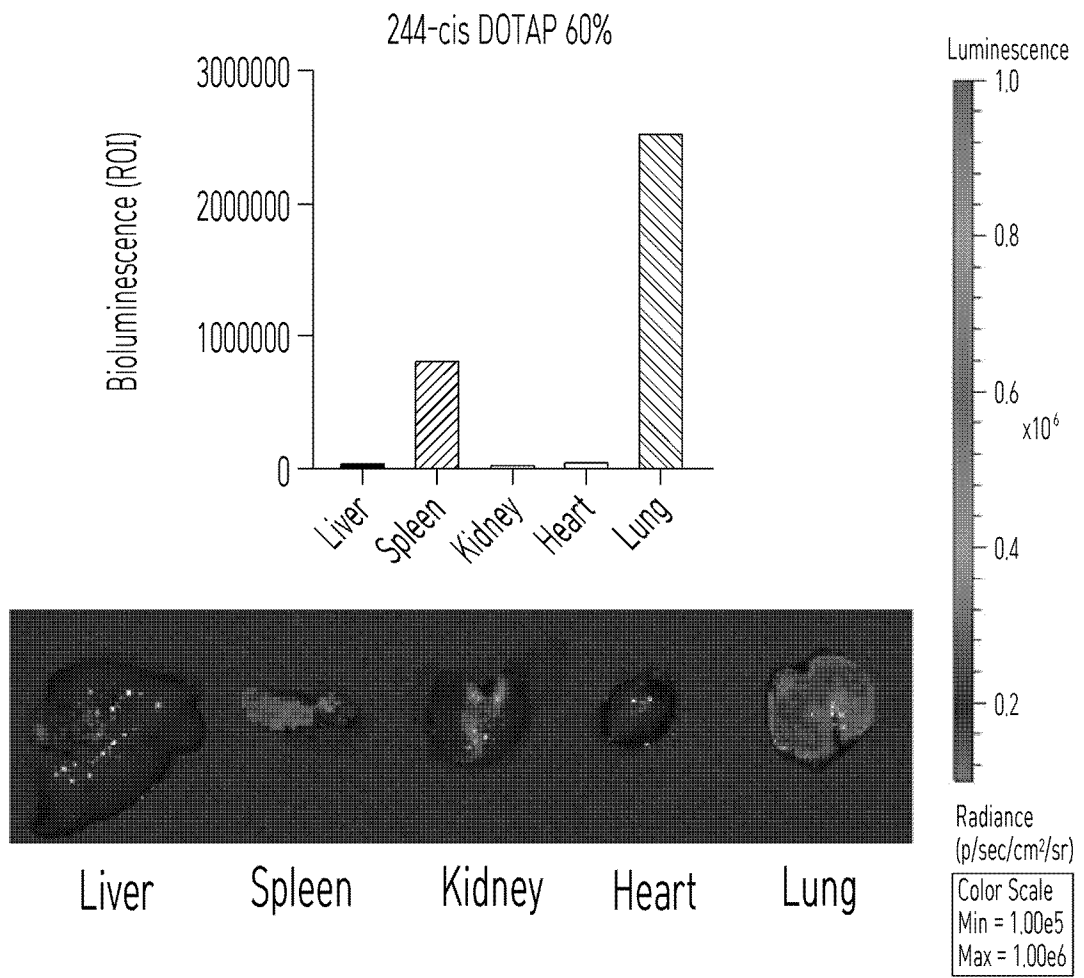 244-cis DOTAP 60%
Bioluminescence (ROI)
3000000
2000000
1000000
0
Liver
Spleen
Kidney
Heart
Lung
Luminescence
1.0
0.8
0.6
x10⁶
0.4
0.2
Radiance
(p/sec/cm²/sr)
Color Scale
Min = 1.00e5
Max = 1.00e6
Liver
Spleen
Kidney
Heart
Lung